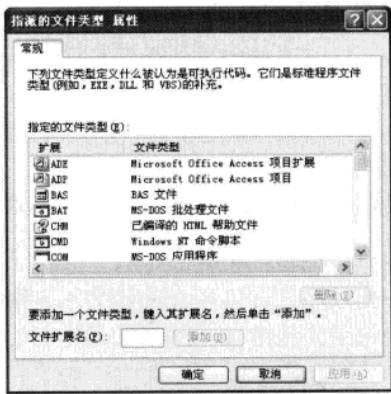 指派的文件类型 属性
常规
下列文件类型定义什么被认为是可执行代码。它们是标准程序文件
类型(例如，EXE，DLL 和 VBS)的补充。
指定的文件类型(E):
扩展 文件类型
ADE Microsoft Office Access 项目扩展
ADP Microsoft Office Access 项目
BAS BAS 文件
BAT MS-DOS 批处理文件
CHM 已编译的 HTML 帮助文件
CMD Windows NT 命令脚本
COM MS-DOS 应用程序
删除(I)
要添加一个文件类型，键入其扩展名，然后单击“添加”。
文件扩展名(F):
添加(D)
确定 取消 应用(A)